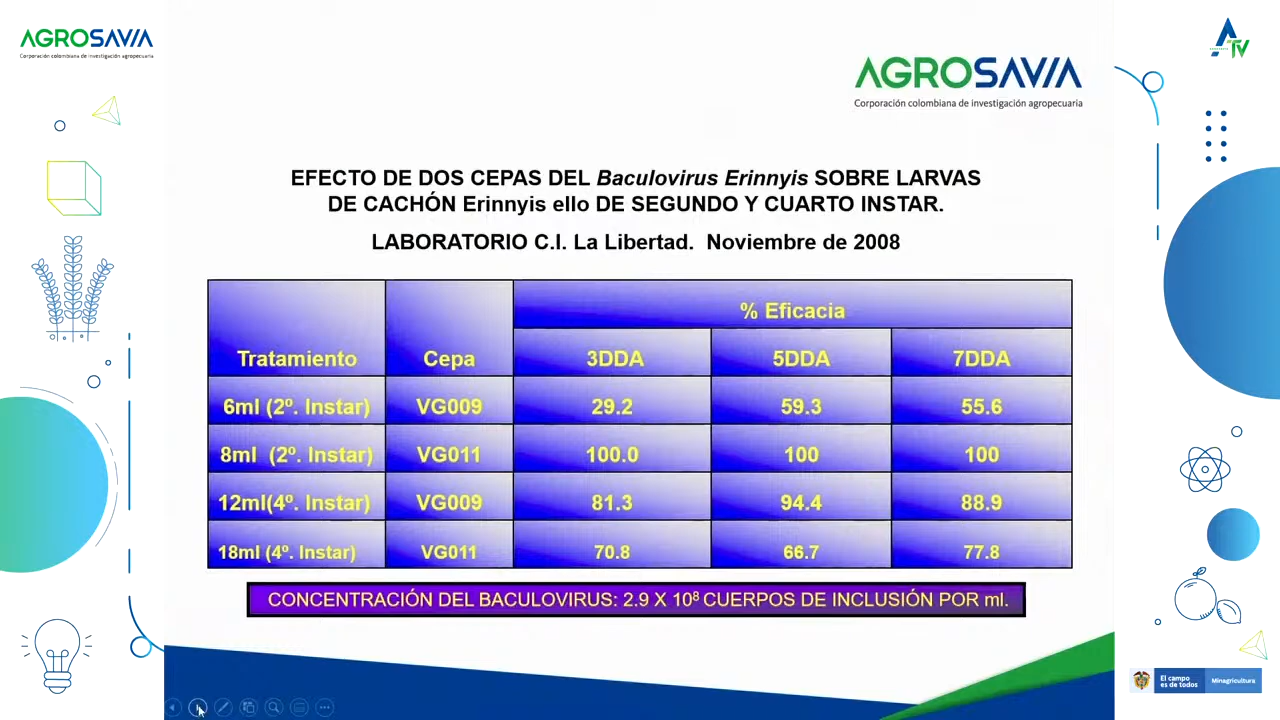 AGROSAVIA
Corporación colombiana de investigación agropecuaria
TV
AGROSAVIA
Corporación colombiana de investigación agropecuaria
EFECTO DE DOS CEPAS DEL Baculovirus Erinnyis SOBRE LARVAS
DE CACHÓN Erinnyis ello DE SEGUNDO Y CUARTO INSTAR.
LABORATORIO C.I. La Libertad. Noviembre de 2008
% Eficacia
Tratamiento Cepa 3DDA 5DDA 7DDA
6ml (2º. Instar) VG009 29.2 59.3 55.6
8ml (2º. Instar) VG011 100.0 100 100
12ml(4º. Instar) VG009 81.3 94.4 88.9
18ml (4º. Instar) VG011 70.8 66.7 77.8
CONCENTRACIÓN DEL BACULOVIRUS: 2.9 X 10⁸ CUERPOS DE INCLUSIÓN POR ml.
El campo
es de todos
Minagricultura